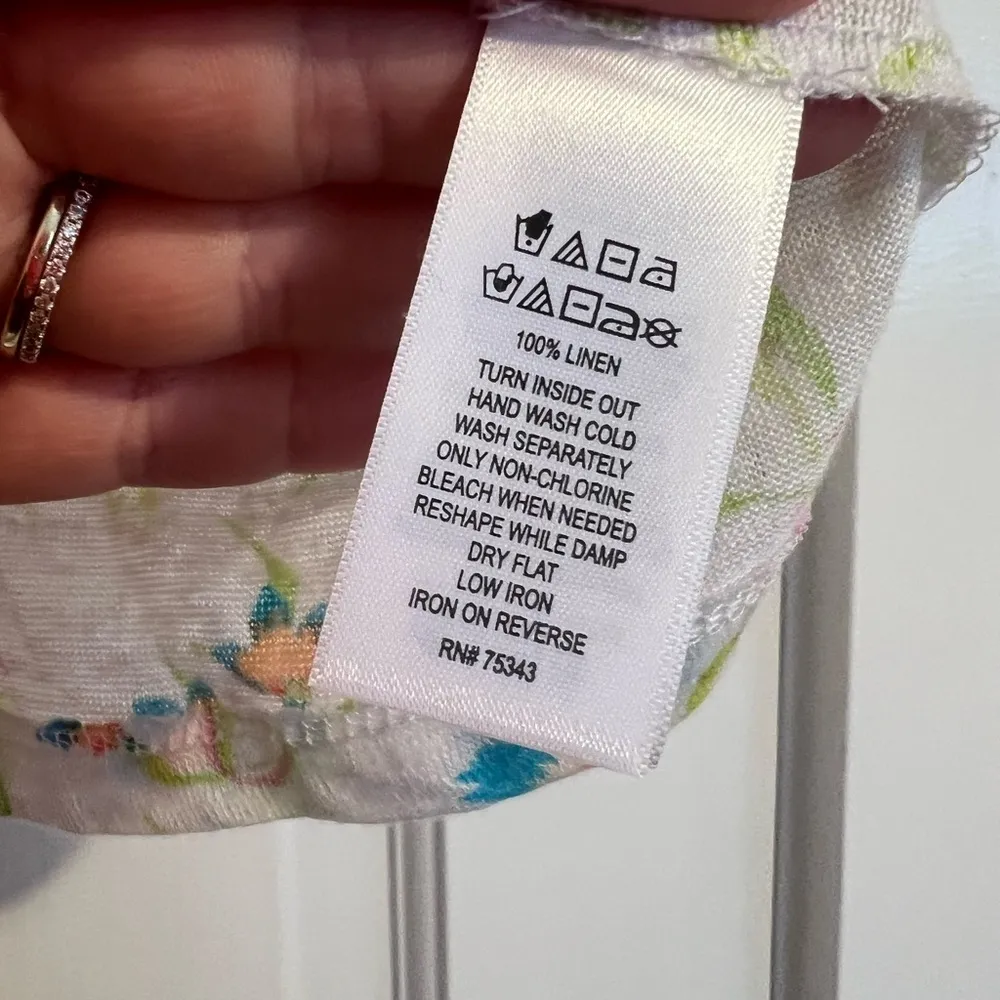 100% LINEN
TURN INSIDE OUT
HAND WASH COLD
WASH SEPARATELY
ONLY NON-CHLORINE
BLEACH WHEN NEEDED
RESHAPE WHILE DAMP
DRY FLAT
LOW IRON
IRON ON REVERSE
RN# 75343